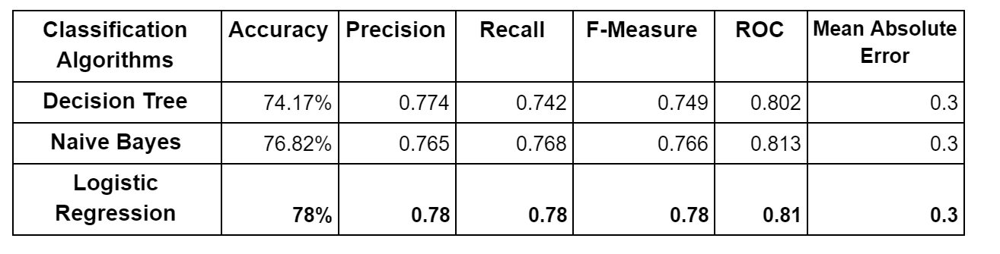 Classification Algorithms Accuracy Precision Recall F-Measure ROC Mean Absolute Error
Decision Tree 74.17% 0.774 0.742 0.749 0.802 0.3
Naive Bayes 76.82% 0.765 0.768 0.766 0.813 0.3
Logistic Regression 78% 0.78 0.78 0.78 0.81 0.3